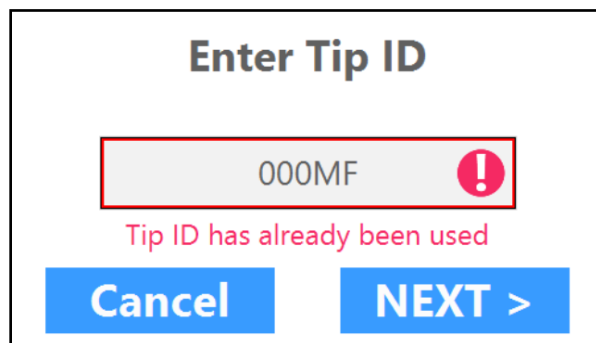 Enter Tip ID
000MF
Tip ID has already been used
Cancel
NEXT >